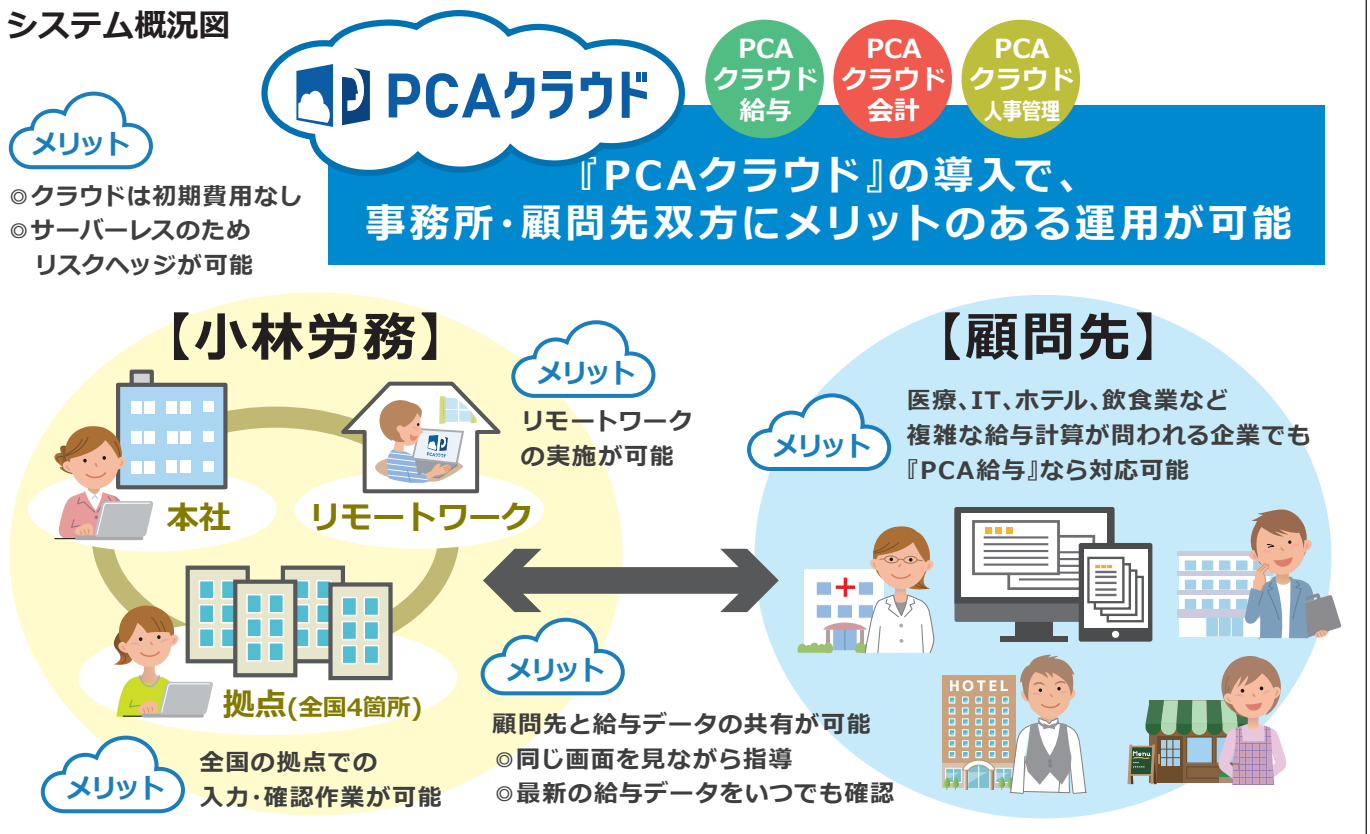 システム概況図
PCAクラウド
PCA
クラウド
給与
PCA
クラウド
会計
PCA
クラウド
人事管理
『PCAクラウド』の導入で、
事務所・顧問先双方にメリットのある運用が可能
メリット
◎クラウドは初期費用なし
◎サーバーレスのため
リスクヘッジが可能
【小林労務】
メリット
リモートワーク
の実施が可能
PCAクラウド
本社
リモートワーク
拠点(全国4箇所)
メリット
全国の拠点での
入力・確認作業が可能
メリット
顧問先と給与データの共有が可能
◎同じ画面を見ながら指導
◎最新の給与データをいつでも確認
【顧問先】
メリット
医療、IT、ホテル、飲食業など
複雑な給与計算が問われる企業でも
『PCA給与』なら対応可能
HOTEL
Menu